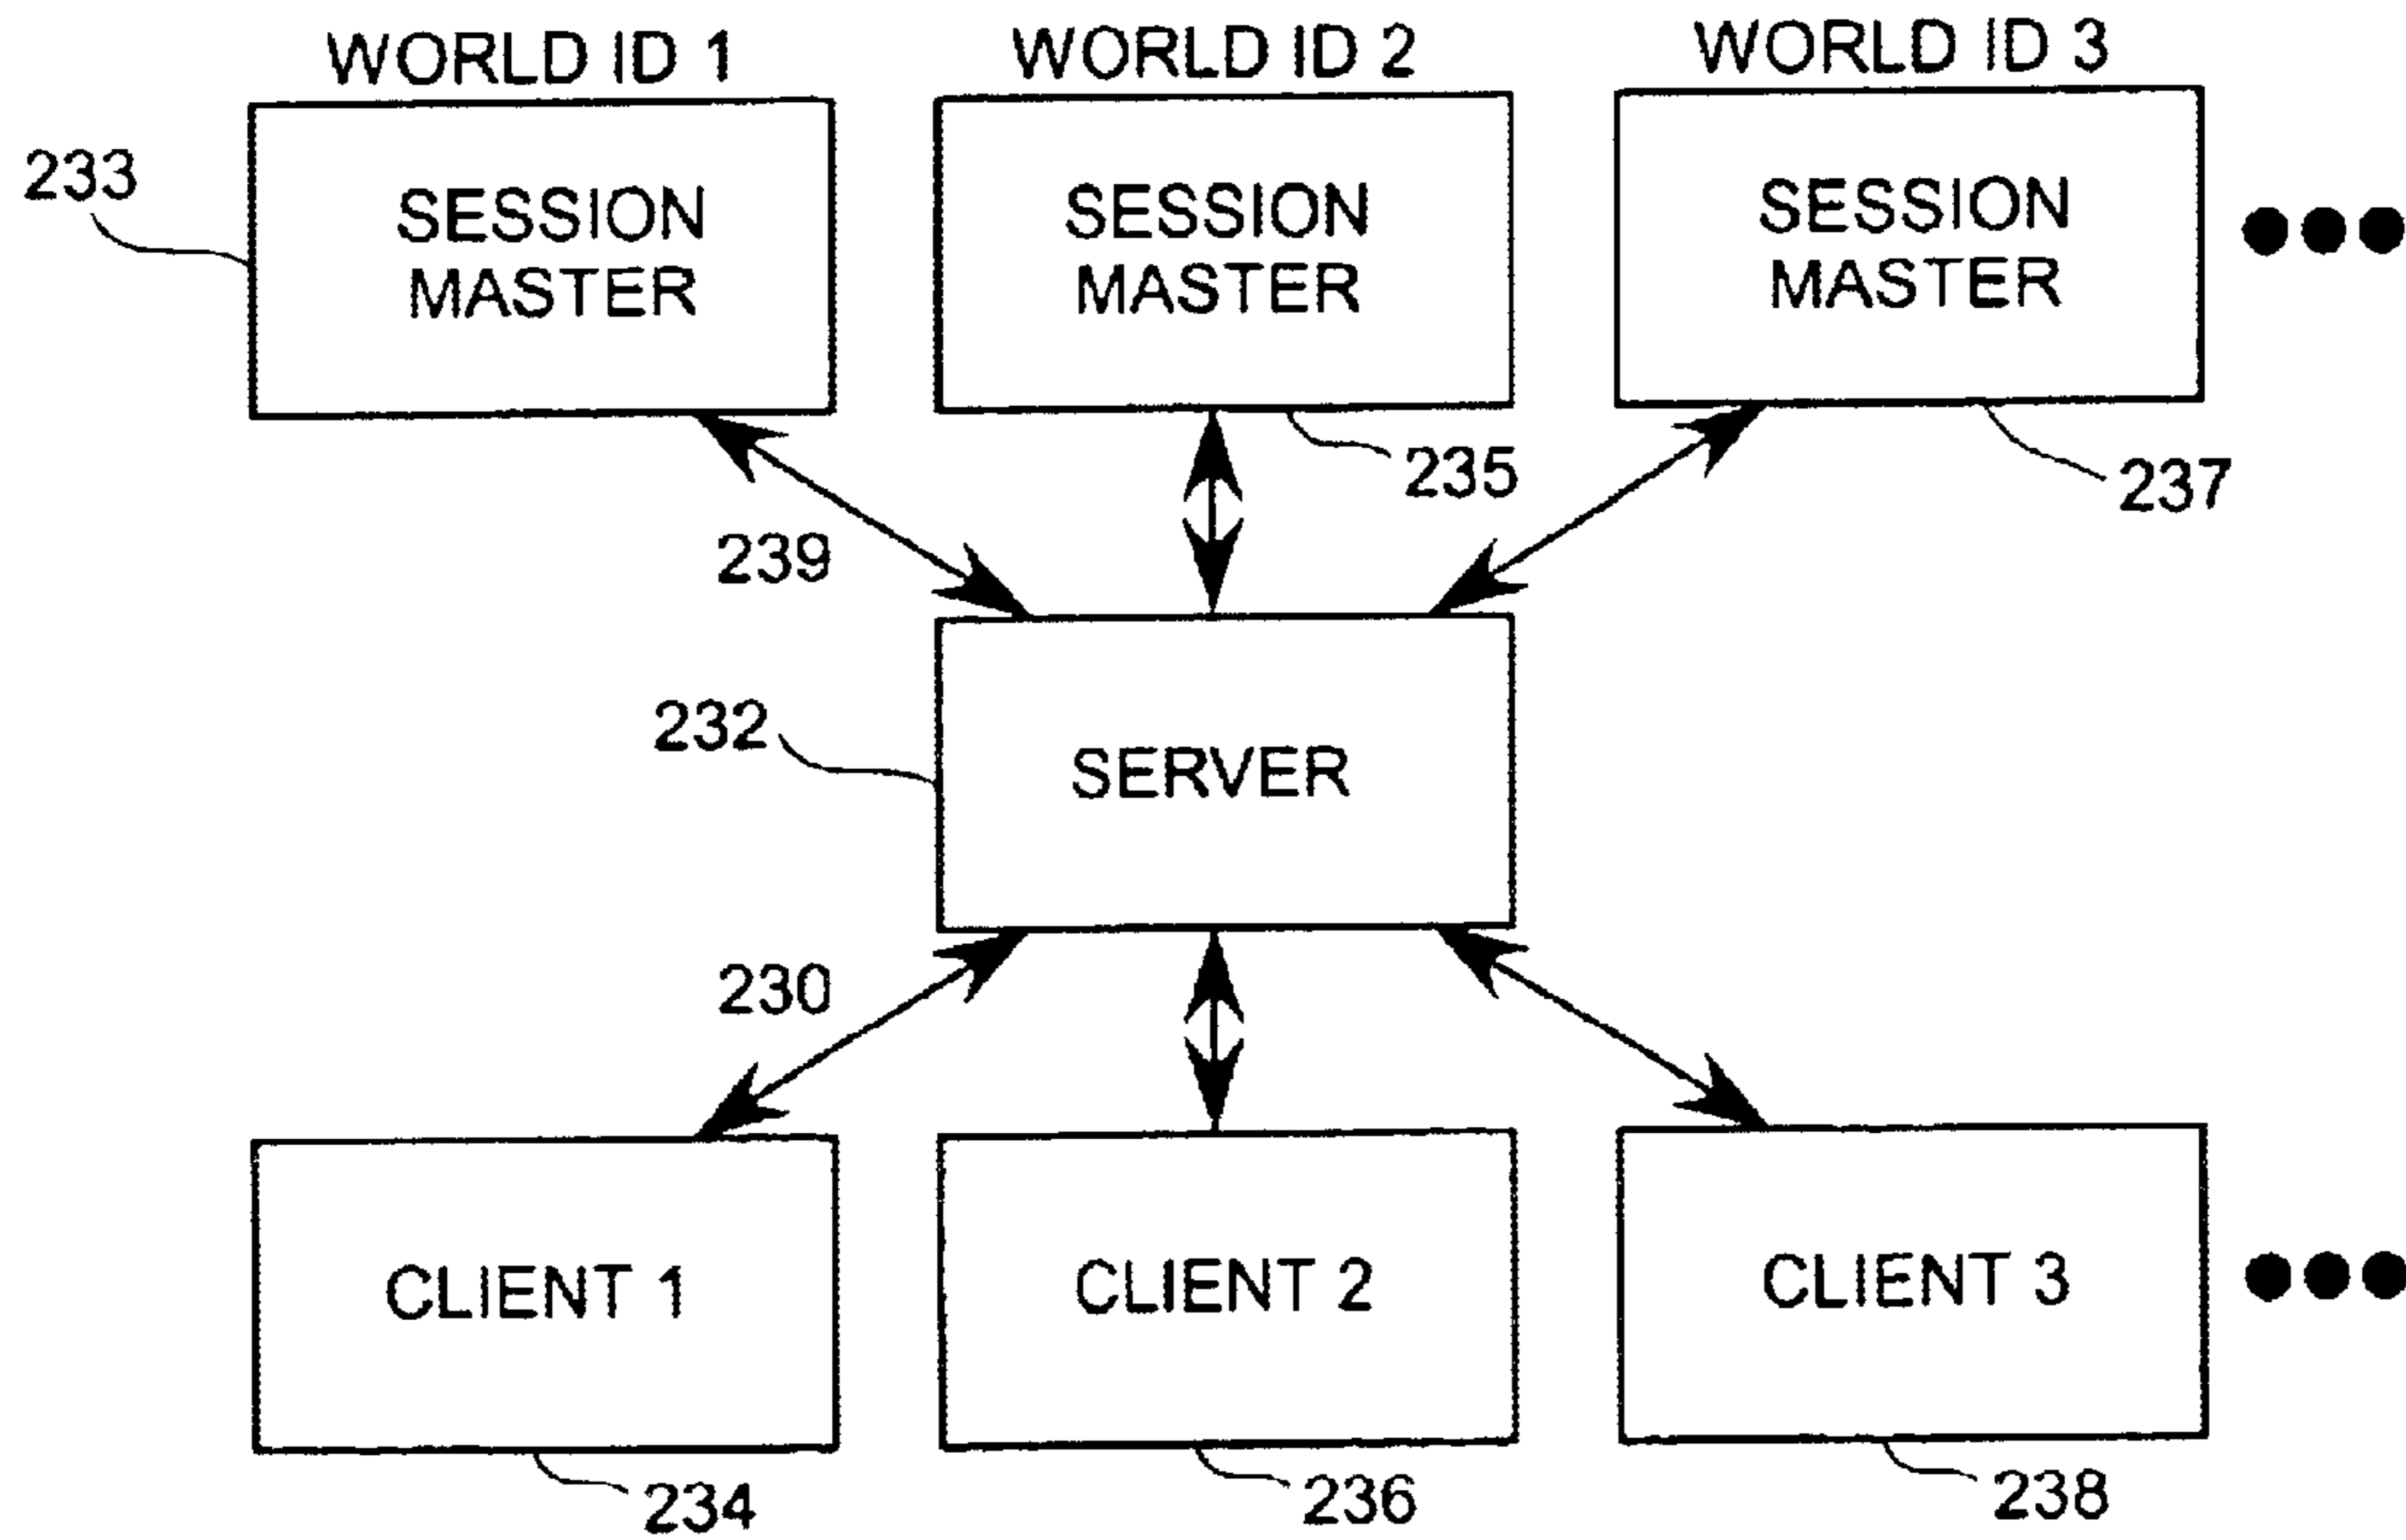 WORLD ID 1
WORLD ID 2
WORLD ID 3
233
SESSION
MASTER
SESSION
MASTER
SESSION
MASTER
235
237
239
232
SERVER
230
CLIENT 1
CLIENT 2
CLIENT 3
234
236
238